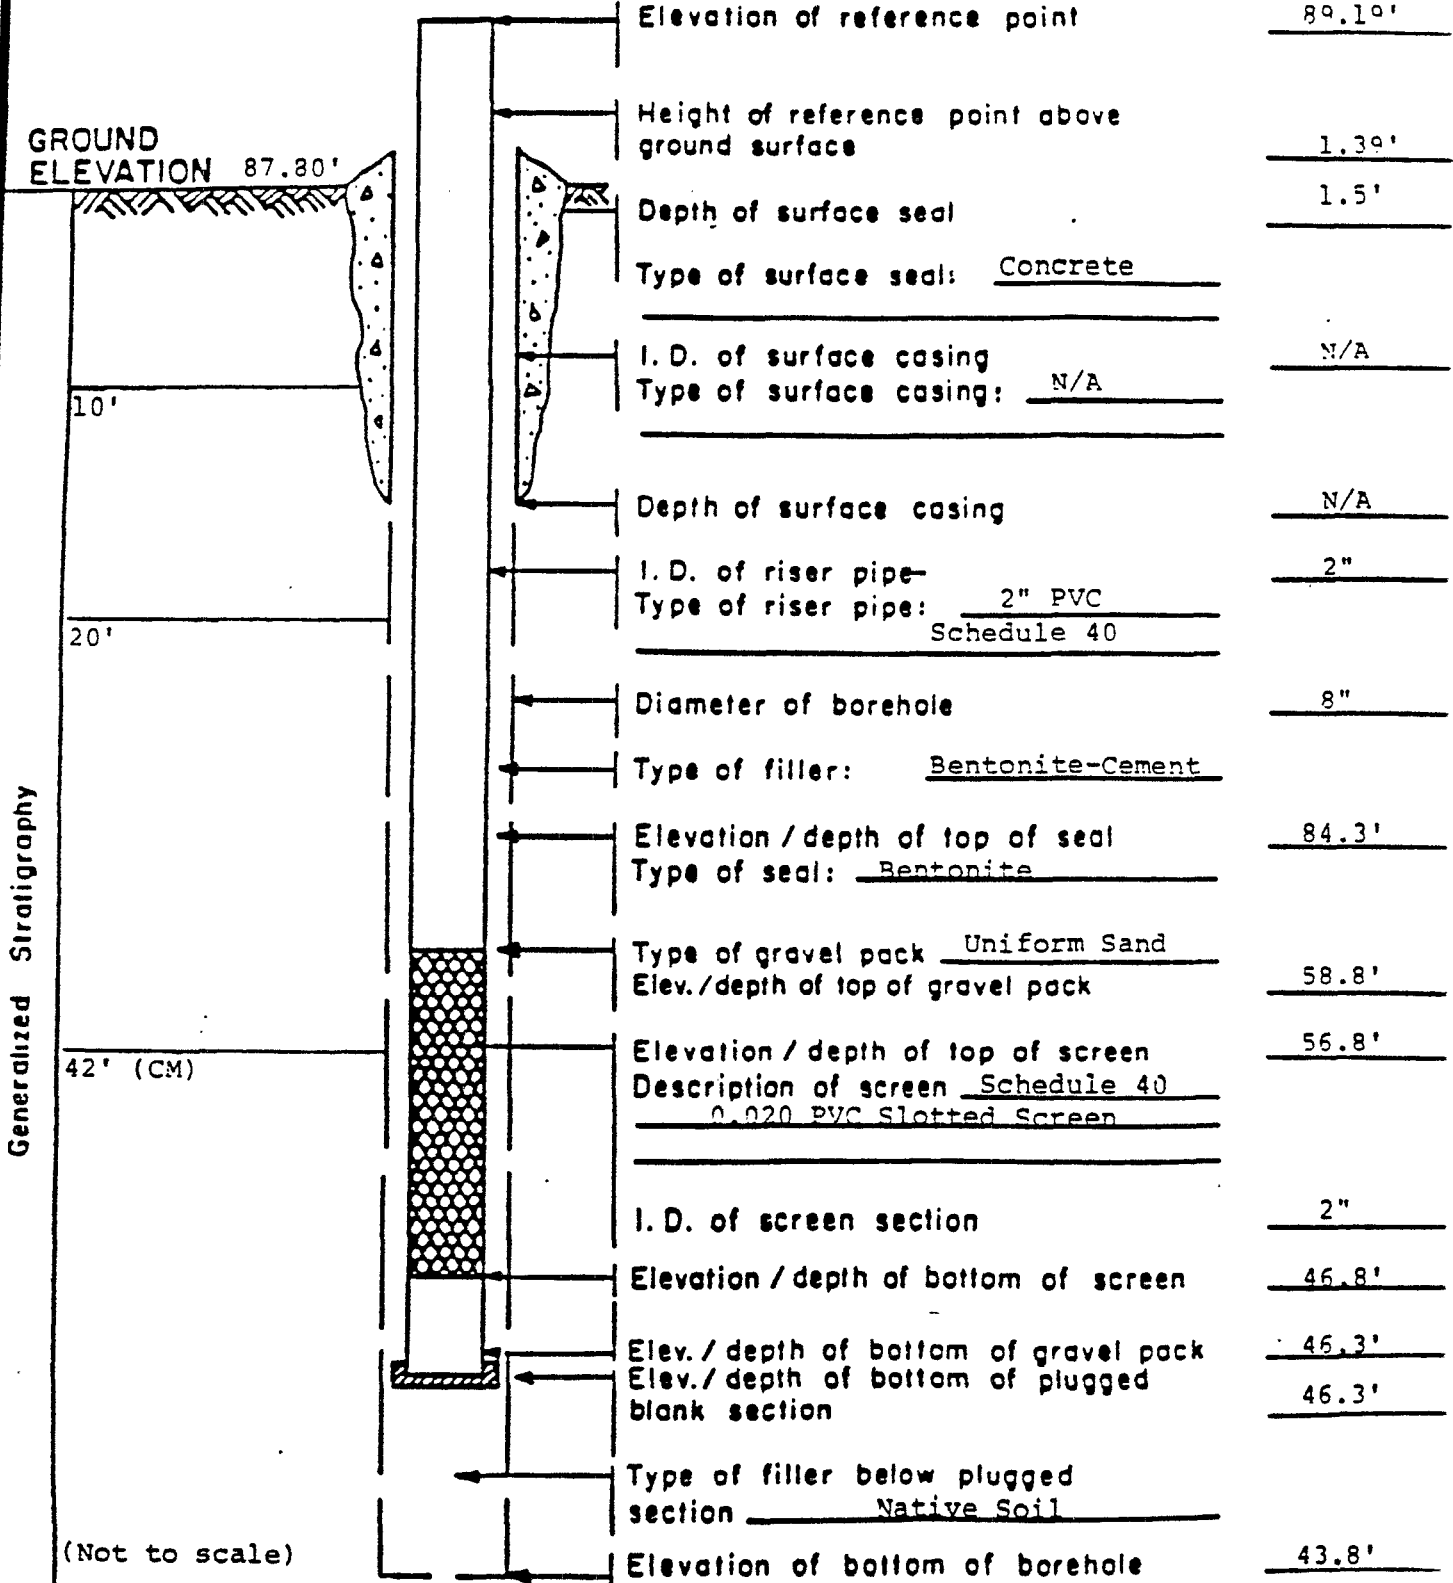 Elevation of reference point 89.19'
Height of reference point above
ground surface 1.39'
GROUND
ELEVATION 87.80'
Depth of surface seal 1.5'
Type of surface seal: Concrete
I.D. of surface casing N/A
Type of surface casing: N/A
10'
Depth of surface casing N/A
I.D. of riser pipe- 2"
Type of riser pipe: 2" PVC
Schedule 40
20'
Diameter of borehole 8"
Type of filler: Bentonite-Cement
Elevation / depth of top of seal 84.3'
Type of seal: Bentonite
Generalized Stratigraphy
Type of gravel pack Uniform Sand
Elev./depth of top of gravel pack 58.8'
Elevation / depth of top of screen 56.8'
42' (CM)
Description of screen Schedule 40
0.020 PVC Slotted Screen
I.D. of screen section 2"
Elevation / depth of bottom of screen 46.8'
Elev./ depth of bottom of gravel pack 46.3'
Elev./ depth of bottom of plugged
blank section 46.3'
Type of filler below plugged
section Native Soil
(Not to scale)
Elevation of bottom of borehole 43.8'